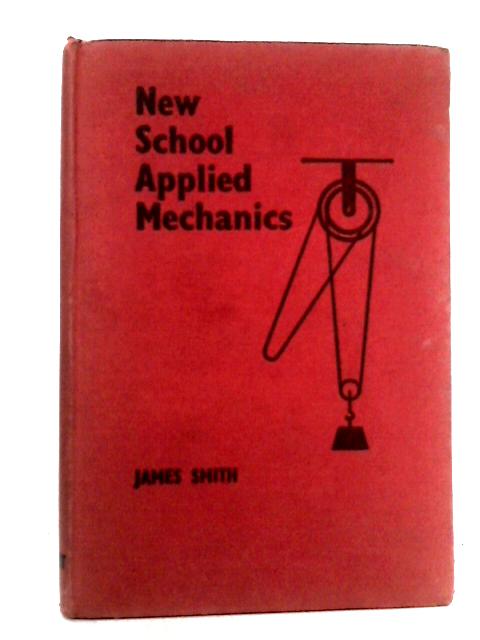 New
School
Applied
Mechanics
JAMES SMITH